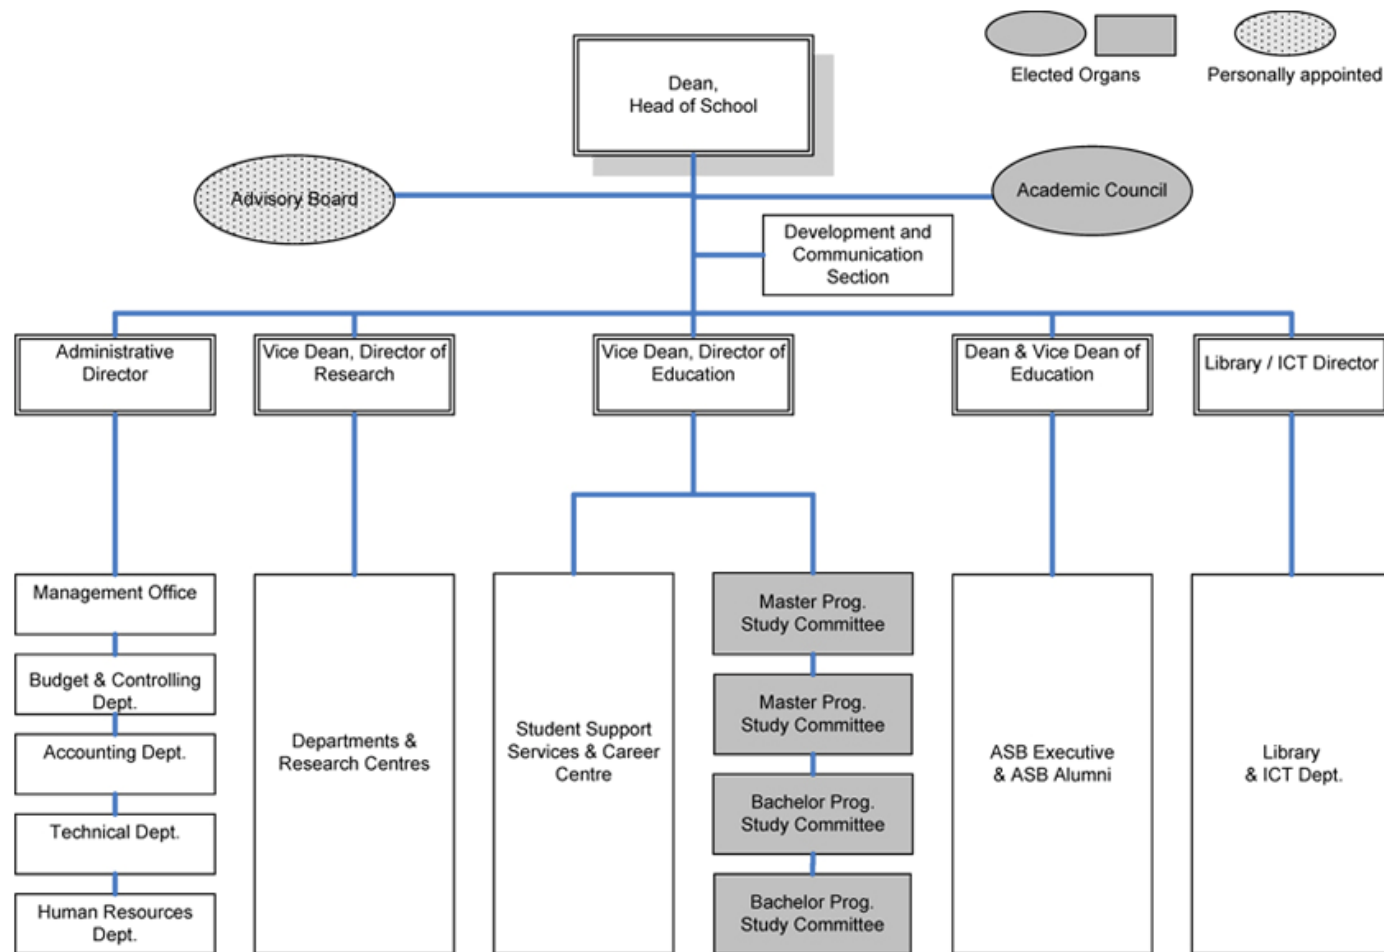 Elected Organs
Personally appointed
Dean,
Head of School
Advisory Board
Academic Council
Development and
Communication
Section
Administrative
Director
Vice Dean, Director of
Research
Vice Dean, Director of
Education
Dean & Vice Dean of
Education
Library / ICT Director
Management Office
Budget & Controlling
Dept.
Accounting Dept.
Technical Dept.
Human Resources
Dept.
Departments &
Research Centres
Student Support
Services & Career
Centre
Master Prog.
Study Committee
Master Prog.
Study Committee
Bachelor Prog.
Study Committee
Bachelor Prog.
Study Committee
ASB Executive
& ASB Alumni
Library
& ICT Dept.